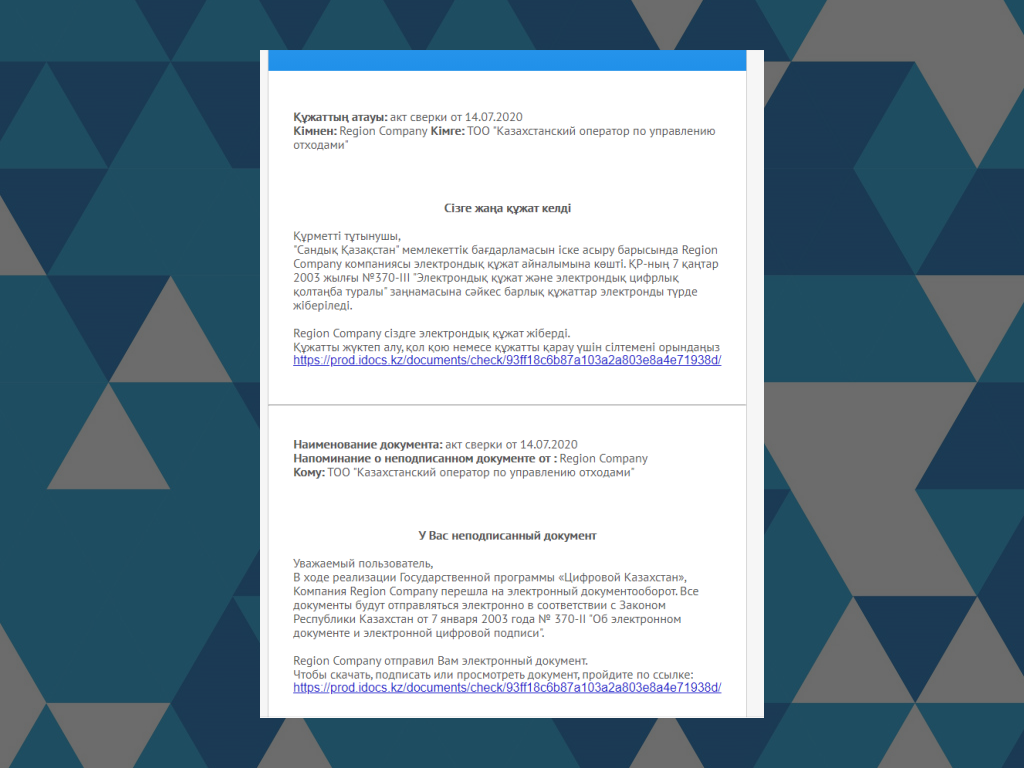 Құжаттың атауы: акт сверки от 14.07.2020
Кімнен: Region Company Кімге: ТОО "Казахстанский оператор по управлению
отходами"
Сізге жаңа құжат келді
Құрметті тұтынушы,
"Сандық Қазақстан" мемлекеттік бағдарламасын іске асыру барысында Region
Company компаниясы электрондық құжат айналымына көшті. ҚР-ның 7 қаңтар
2003 жылғы №370-III "Электрондық құжат және электрондық цифрлық
қолтаңба туралы" заңнамасына сәйкес барлық құжаттар электронды түрде
жіберіледі.
Region Company сіздге электрондық құжат жіберді.
Құжатты жүктеп алу, қол қою немесе құжатты қарау үшін сілтемені орындаңыз
https://prod.idocs.kz/documents/check/93ff18c6b87a103a2a803e8a4e71938d/
Наименование документа: акт сверки от 14.07.2020
Напоминание о неподписанном документе от : Region Company
Кому: ТОО "Казахстанский оператор по управлению отходами"
У Вас неподписанный документ
Уважаемый пользователь,
В ходе реализации Государственной программы «Цифровой Казахстан»,
Компания Region Company перешла на электронный документооборот. Все
документы будут отправляться электронно в соответствии с Законом
Республики Казахстан от 7 января 2003 года № 370-II "Об электронном
документе и электронной цифровой подписи".
Region Company отправил Вам электронный документ.
Чтобы скачать, подписать или просмотреть документ, пройдите по ссылке:
https://prod.idocs.kz/documents/check/93ff18c6b87a103a2a803e8a4e71938d/